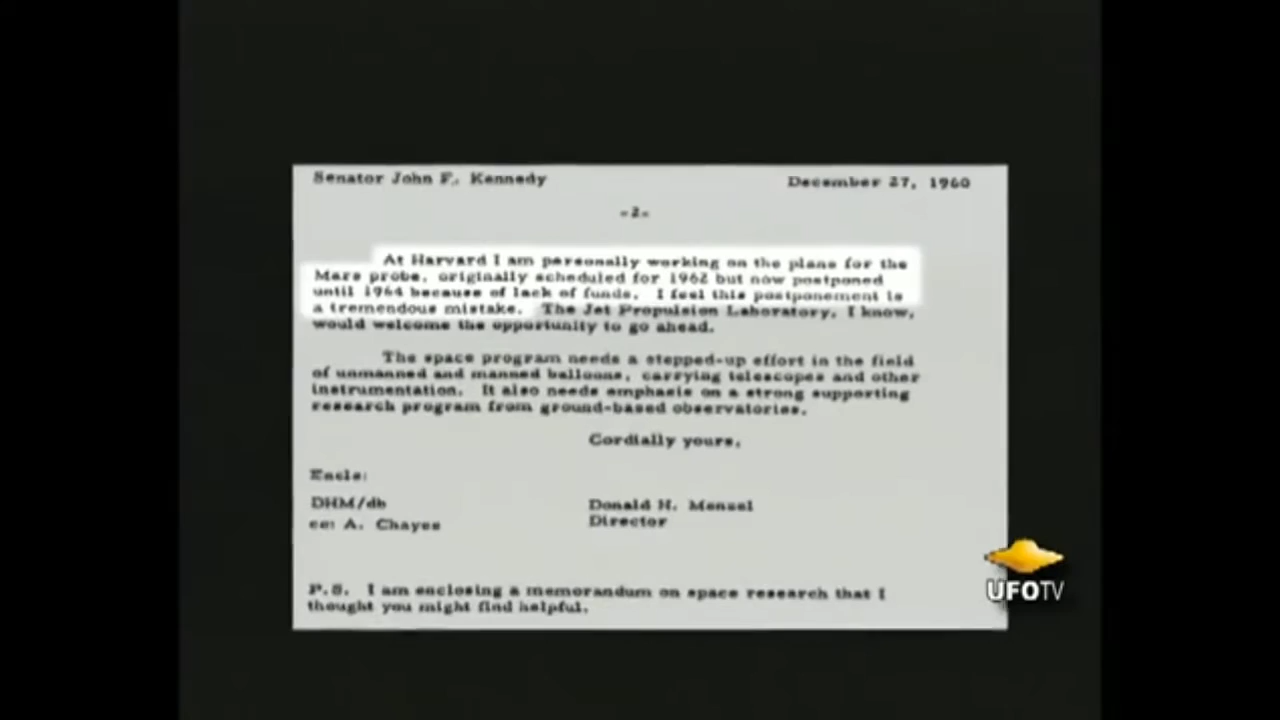 Senator John F. Kennedy December 27, 1960
-2-
At Harvard I am personally working on the plans for the
Mars probe, originally scheduled for 1962 but now postponed
until 1964 because of lack of funds. I feel this postponement is
a tremendous mistake. The Jet Propulsion Laboratory, I know,
would welcome the opportunity to go ahead.
The space program needs a stepped-up effort in the field
of unmanned and manned balloons, carrying telescopes and other
instrumentation. It also needs emphasis on a strong supporting
research program from ground-based observatories.
Cordially yours,
Encls:
DHM/db Donald H. Menzel
cc: A. Chayes Director
P.S. I am enclosing a memorandum on space research that I
thought you might find helpful.
UFOTV